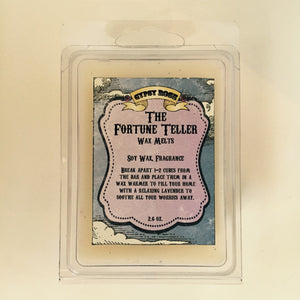 GYPSY ROSE
THE
FORTUNE TELLER
WAX MELTS
SOY WAX, FRAGRANCE
BREAK APART 1-2 CUBES FROM
THE BAR AND PLACE THEM IN A
WAX WARMER TO FILL YOUR HOME
WITH A RELAXING LAVENDER TO
SOOTHE ALL YOUR WORRIES AWAY.
2.6 OZ.